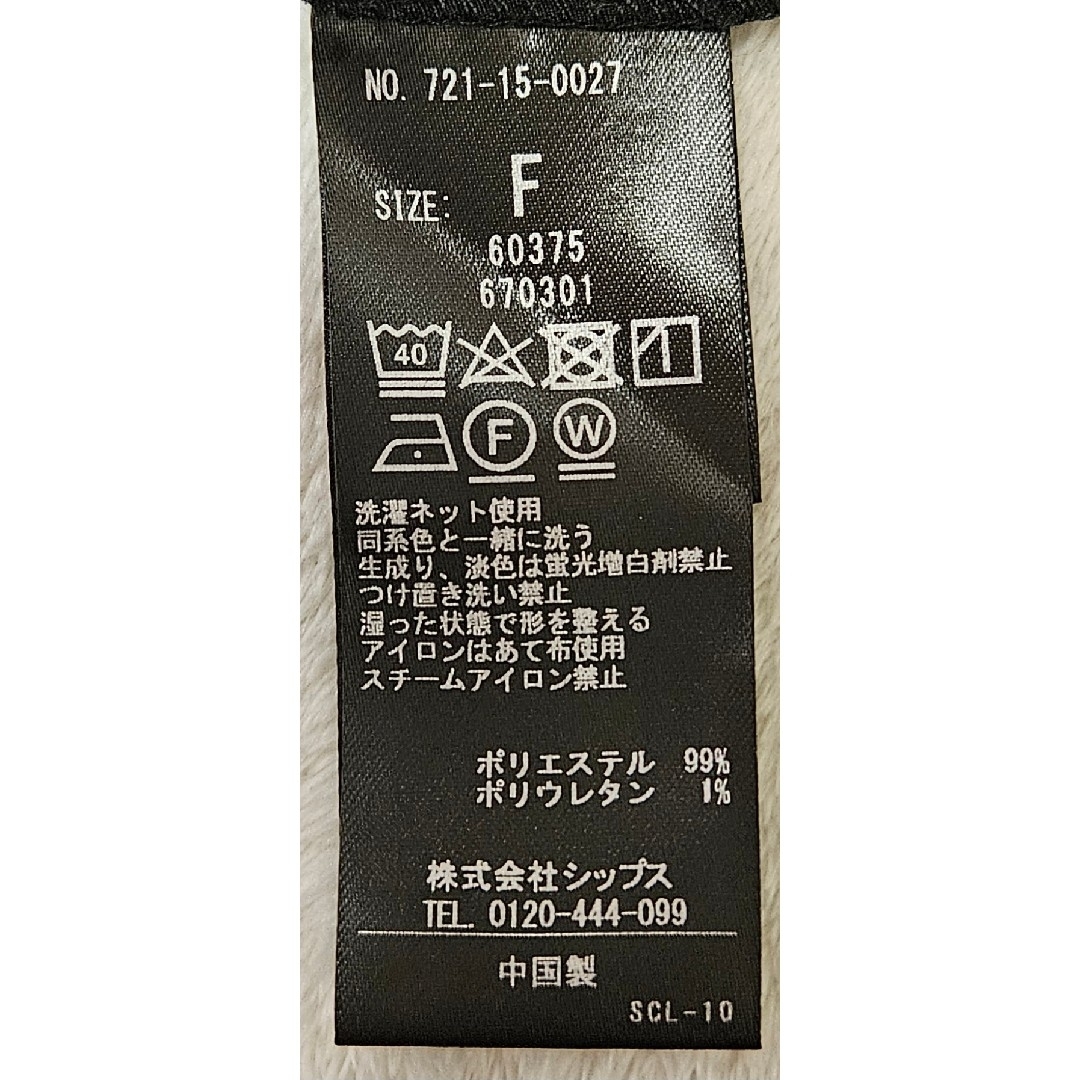 NO. 721-15-0027
SIZE: F
60375
670301
40
F W
洗濯ネット使用
同系色と一緒に洗う
生成り、淡色は蛍光増白剤禁止
つけ置き洗い禁止
湿った状態で形を整える
アイロンはあて布使用
スチームアイロン禁止
ポリエステル 99%
ポリウレタン 1%
株式会社シップス
TEL. 0120-444-099
中国製
SCL-10